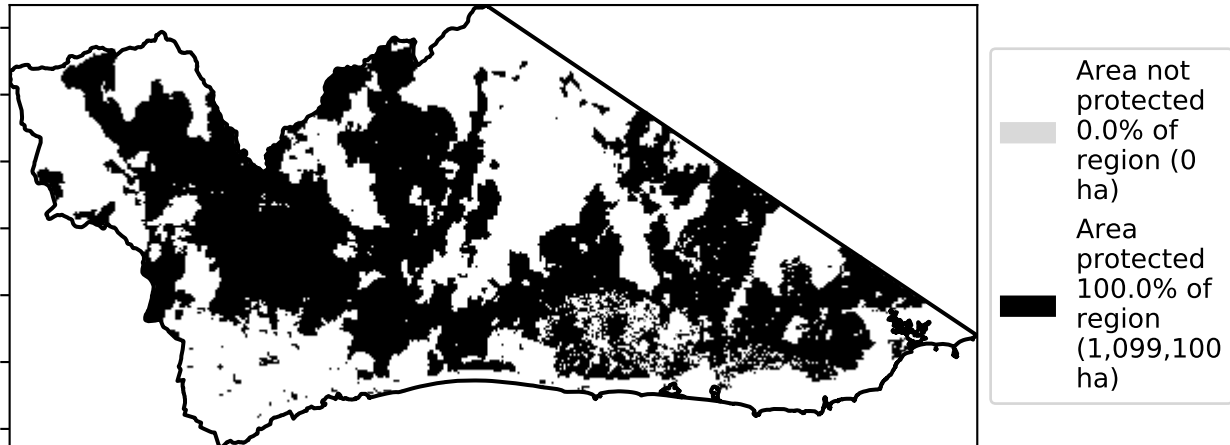 Area not
protected
0.0% of
region (0
ha)
Area
protected
100.0% of
region
(1,099,100
ha)